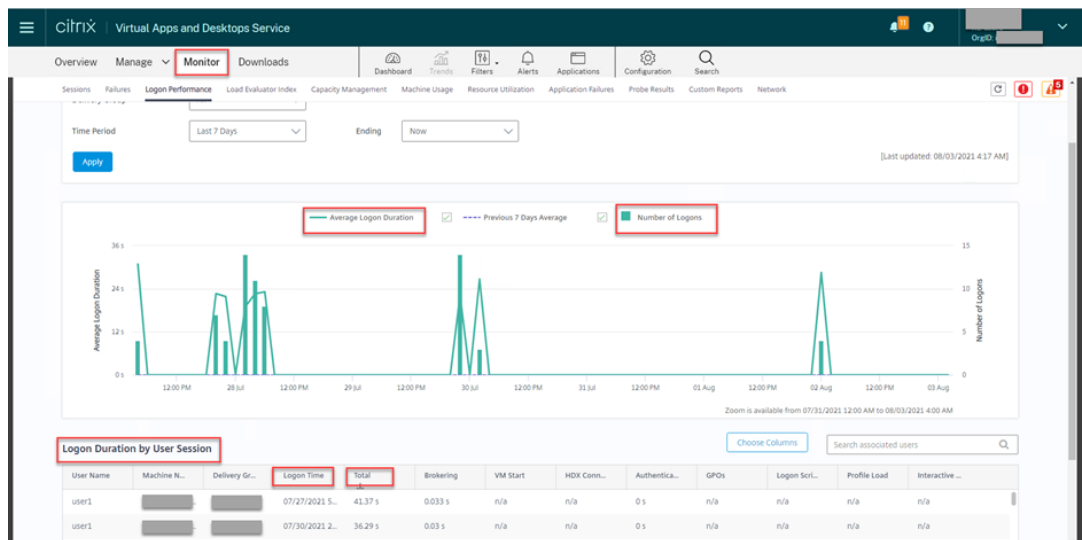 citrix | Virtual Apps and Desktops Service
11
OrgID:
Overview Manage Monitor Downloads
Dashboard Trends Filters Alerts Applications Configuration Search
Sessions Failures Logon Performance Load Evaluator Index Capacity Management Machine Usage Resource Utilization Application Failures Probe Results Custom Reports Network
5
Time Period Last 7 Days Ending Now
Apply
[Last updated: 08/03/2021 4:17 AM]
Average Logon Duration Previous 7 Days Average Number of Logons
36 s 15
24 s 10
12 s 5
0 s 0
Average Logon Duration
Number of Logons
12:00 PM 28 Jul 12:00 PM 29 Jul 12:00 PM 30 Jul 12:00 PM 31 Jul 12:00 PM 01 Aug 12:00 PM 02 Aug 12:00 PM 03 Aug
Zoom is available from 07/31/2021 12:00 AM to 08/03/2021 4:00 AM
Logon Duration by User Session
Choose Columns
Search associated users
User Name Machine N... Delivery Gr... Logon Time Total Brokering VM Start HDX Conn... Authentica... GPOs Logon Scri... Profile Load Interactive ...
user1 07/27/2021 5... 41.37 s 0.033 s n/a n/a 0 s n/a n/a n/a n/a
user1 07/30/2021 2... 36.29 s 0.03 s n/a n/a 0 s n/a n/a n/a n/a